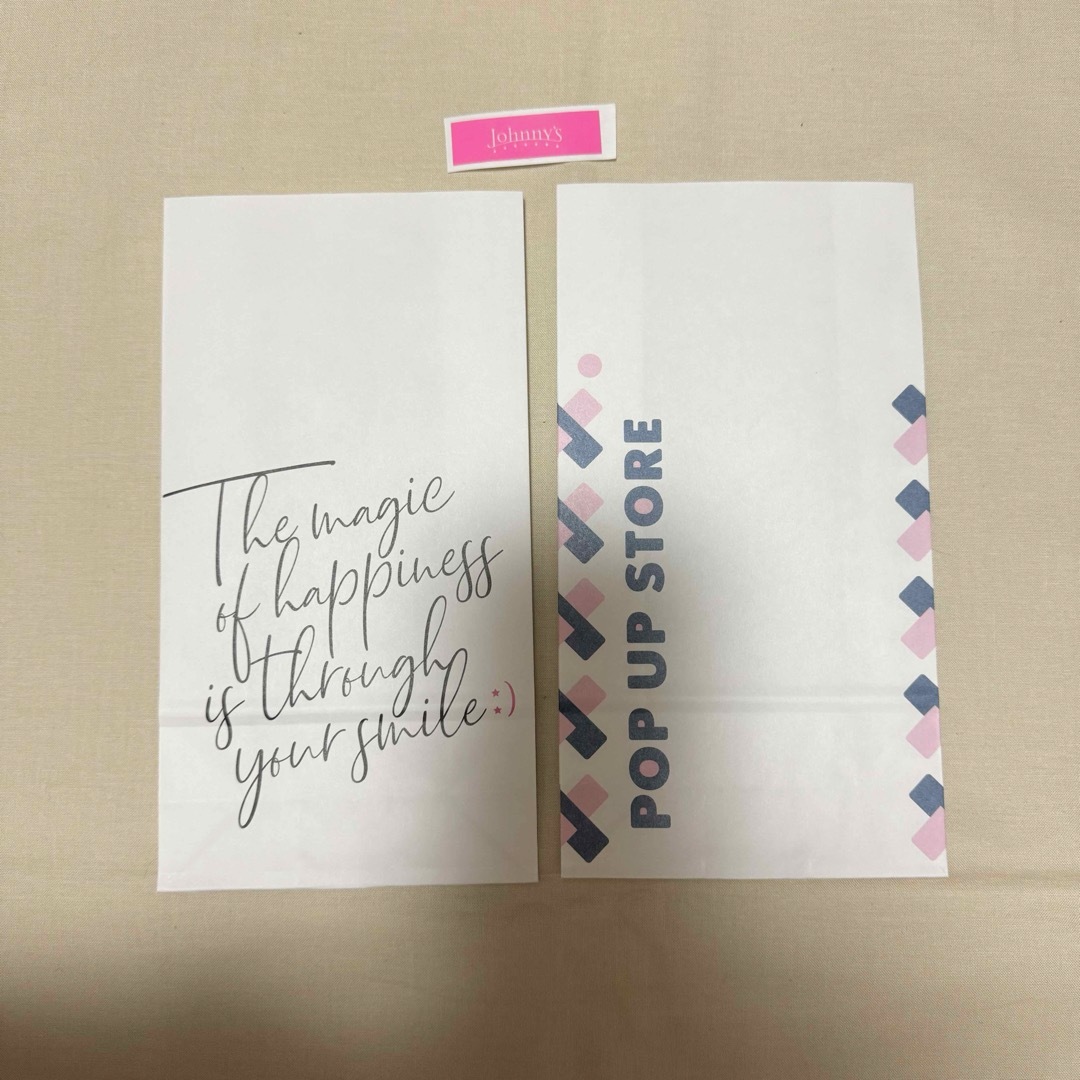 Johnny's
The magic
of happiness
is through
your smile:)
POP UP STORE